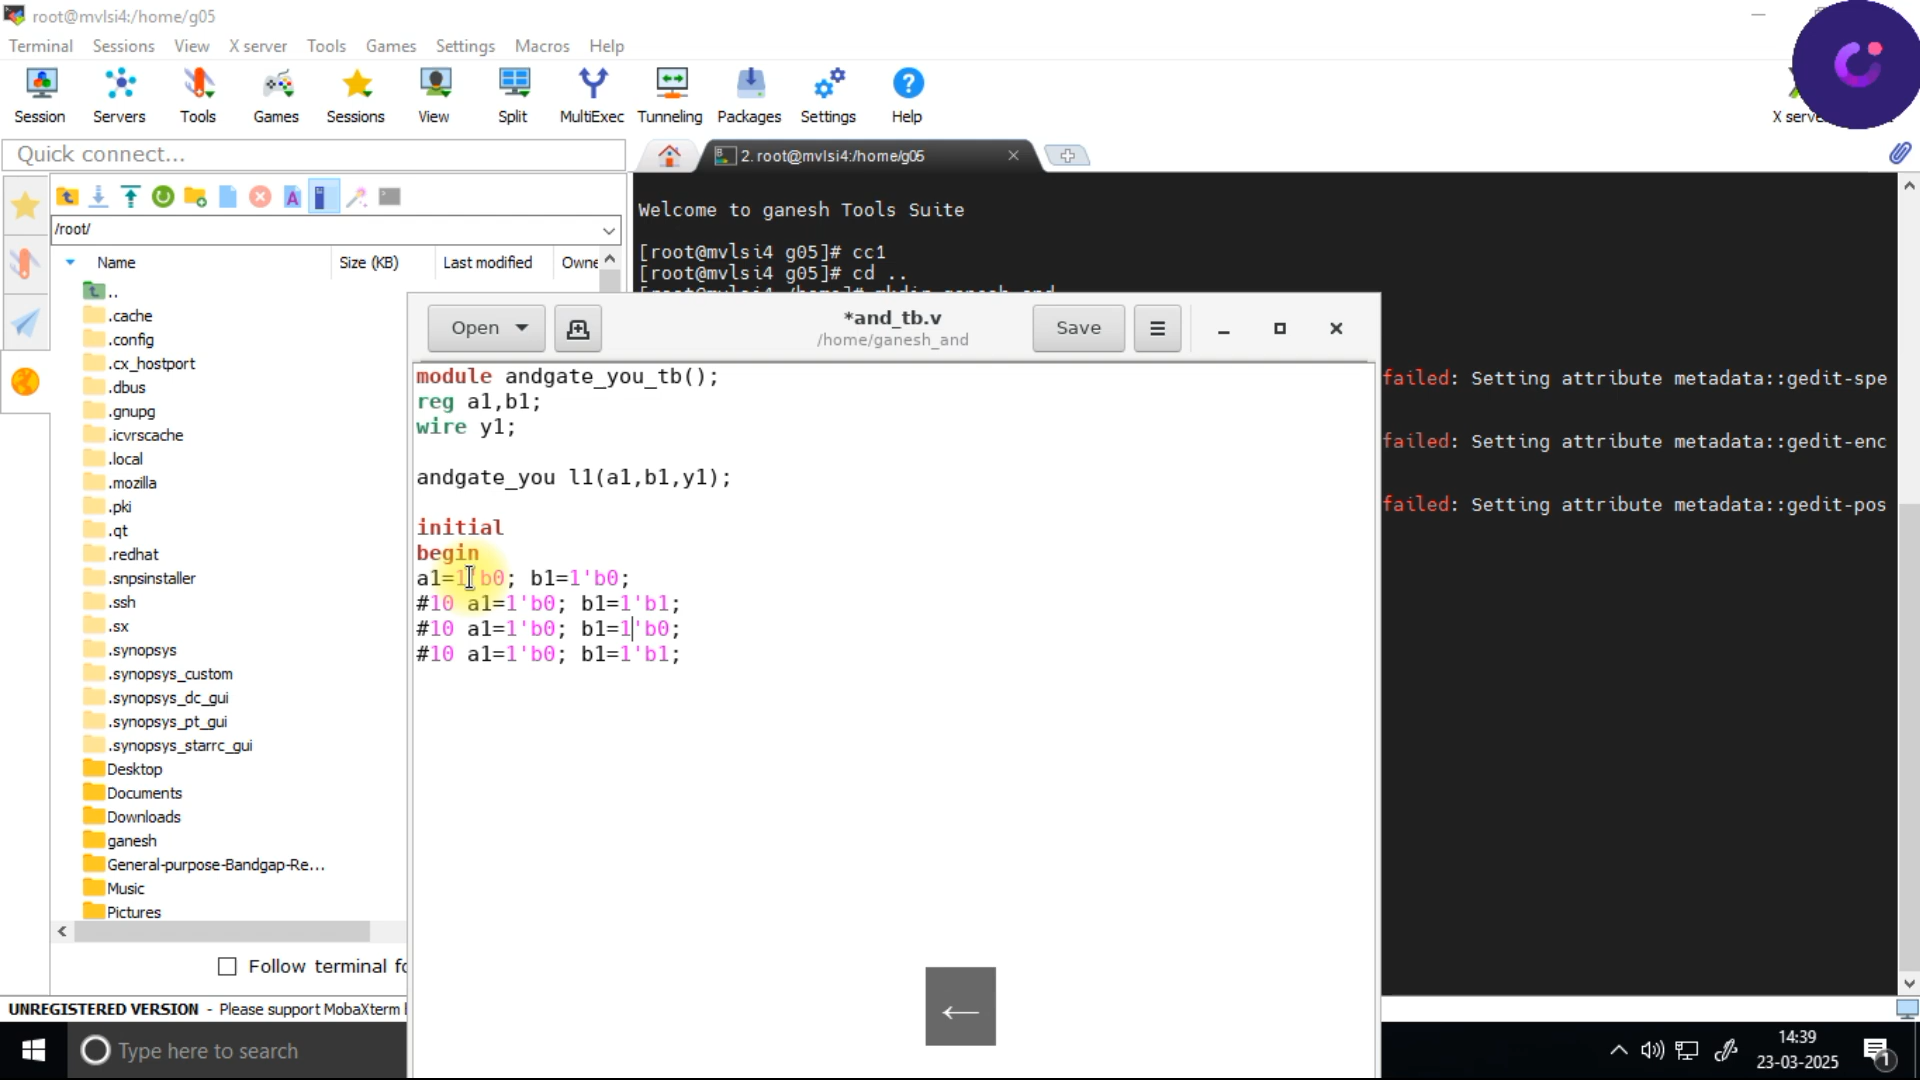 root@mvlsi4:/home/g05
Terminal Sessions View X server Tools Games Settings Macros Help
Session Servers Tools Games Sessions View Split MultiExec Tunneling Packages Settings Help
Quick connect...
2. root@mvlsi4:/home/g05
/root/
Name Size (KB) Last modified
..
.cache
.config
.cx_hostport
.dbus
.gnupg
.icvrscache
.local
.mozilla
.pki
.qt
.redhat
.snpsinstaller
.ssh
.sx
.synopsys
.synopsys_custom
.synopsys_dc_gui
.synopsys_pt_gui
.synopsys_starrc_gui
Desktop
Documents
Downloads
ganesh
General-purpose-Bandgap-Re...
Music
Pictures
Follow terminal
UNREGISTERED VERSION - Please support MobaXterm
Welcome to ganesh Tools Suite
[root@mvlsi4 g05]# cc1
[root@mvlsi4 g05]# cd ..
[root@mvlsi4 /home]# mkdir ganesh_and
failed: Setting attribute metadata::gedit-spe
failed: Setting attribute metadata::gedit-enc
failed: Setting attribute metadata::gedit-pos
Open
*and_tb.v
/home/ganesh_and
Save
module andgate_you_tb();
reg a1,b1;
wire y1;
andgate_you l1(a1,b1,y1);
initial
begin
a1=1'b0; b1=1'b0;
#10 a1=1'b0; b1=1'b1;
#10 a1=1'b0; b1=1'b0;
#10 a1=1'b0; b1=1'b1;
←
Type here to search
14:39
23-03-2025
1